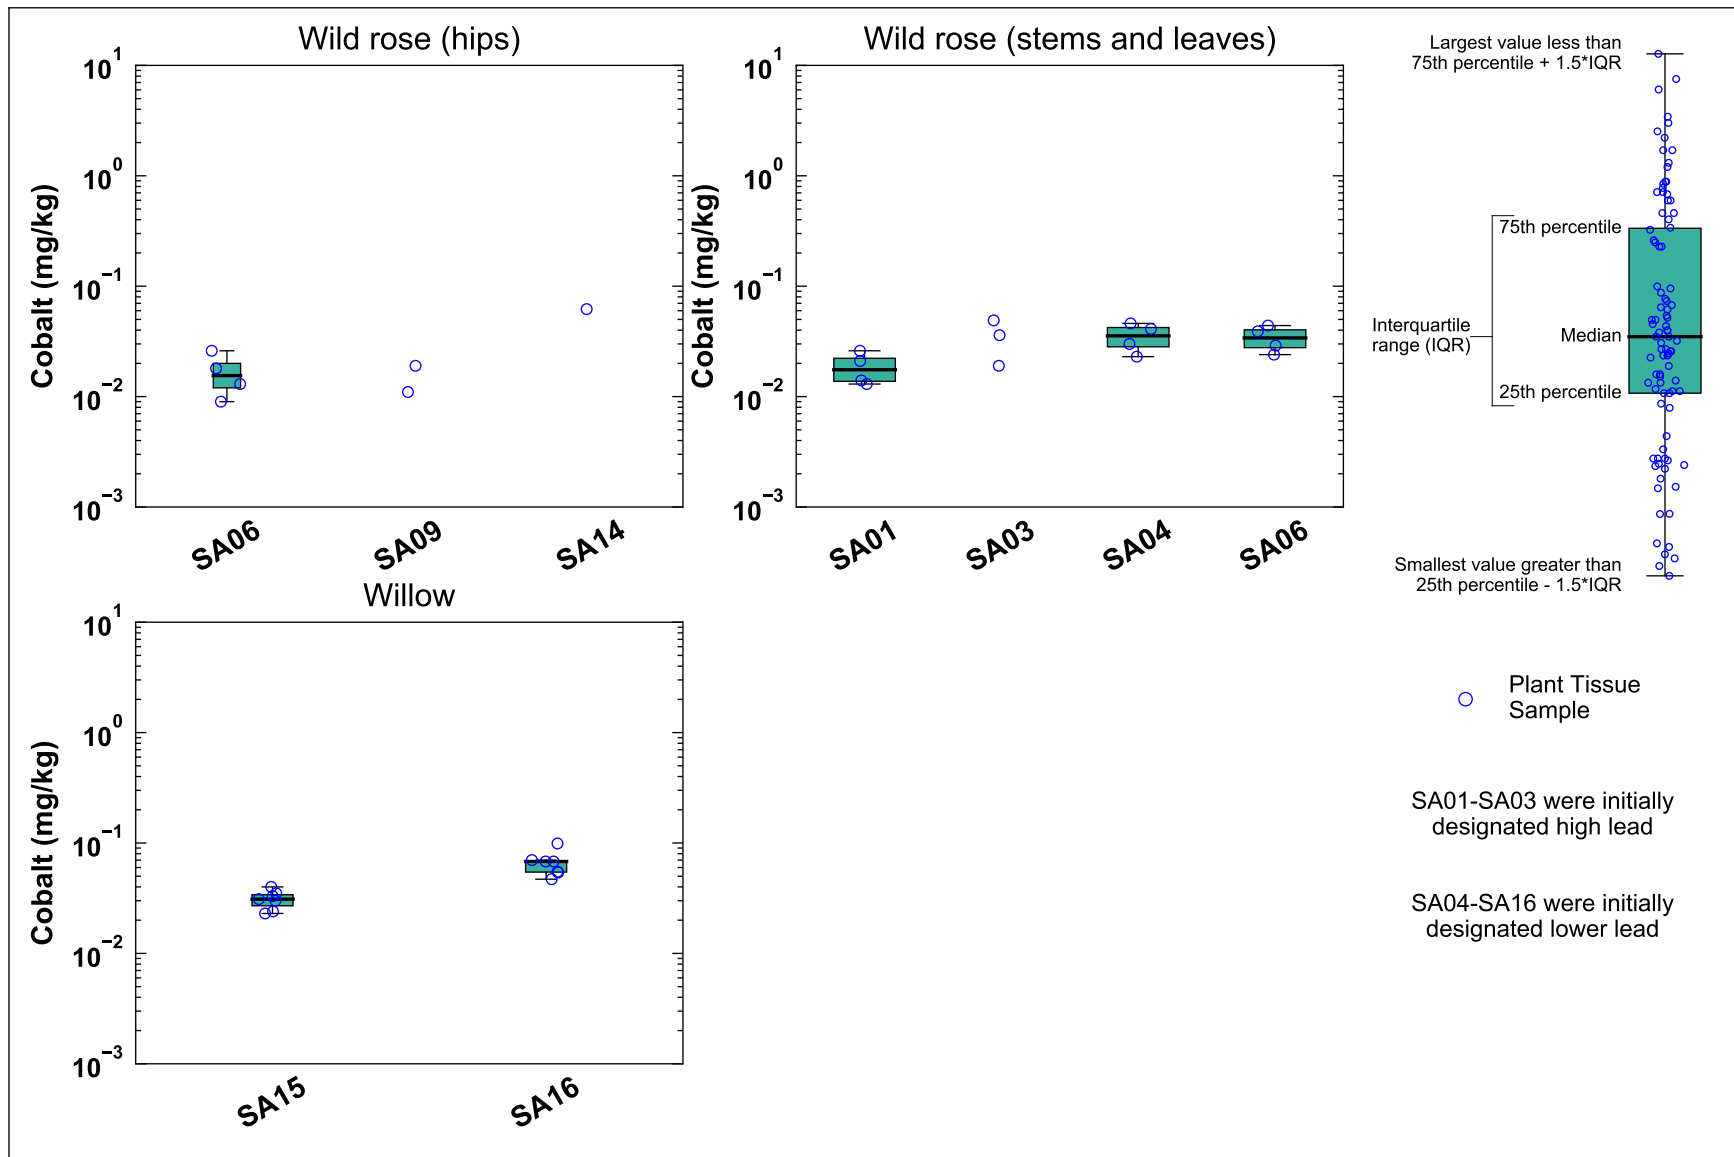 Wild rose (hips)
Cobalt (mg/kg)
10^1
10^0
10^−1
10^−2
10^−3
SA06
SA09
SA14
Wild rose (stems and leaves)
Cobalt (mg/kg)
10^1
10^0
10^−1
10^−2
10^−3
SA01
SA03
SA04
SA06
Willow
Cobalt (mg/kg)
10^1
10^0
10^−1
10^−2
10^−3
SA15
SA16
Largest value less than
75th percentile + 1.5*IQR
75th percentile
Interquartile
range (IQR)
Median
25th percentile
Smallest value greater than
25th percentile - 1.5*IQR
Plant Tissue
Sample
SA01-SA03 were initially
designated high lead
SA04-SA16 were initially
designated lower lead